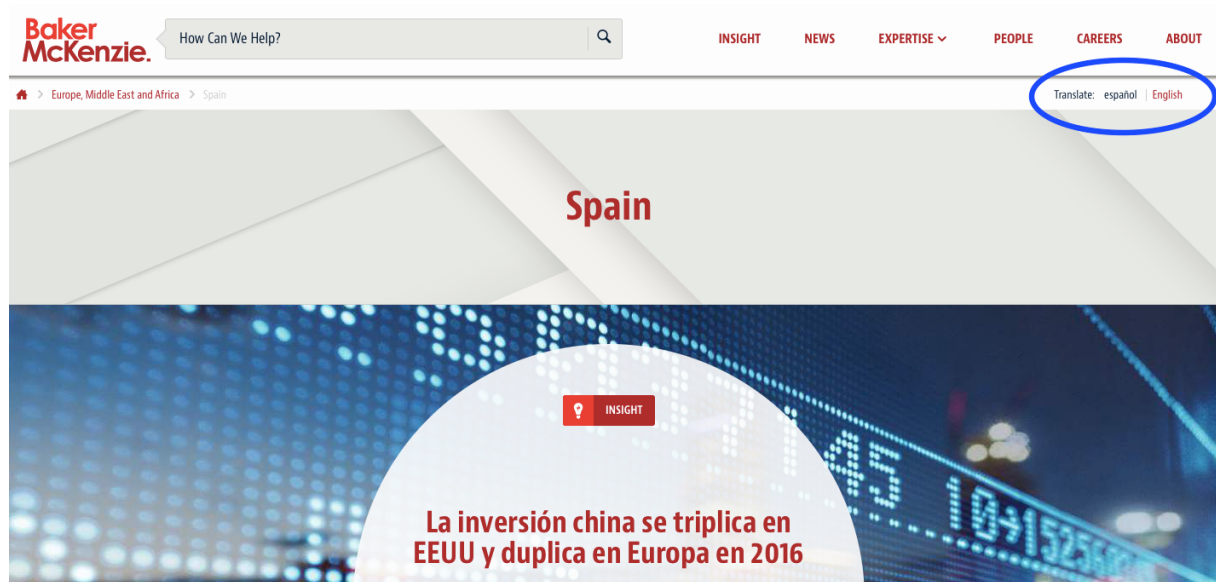 Baker
McKenzie.
How Can We Help?
INSIGHT NEWS EXPERTISE PEOPLE CAREERS ABOUT
> Europe, Middle East and Africa > Spain
Translate: español | English
Spain
INSIGHT
La inversión china se triplica en
EEUU y duplica en Europa en 2016